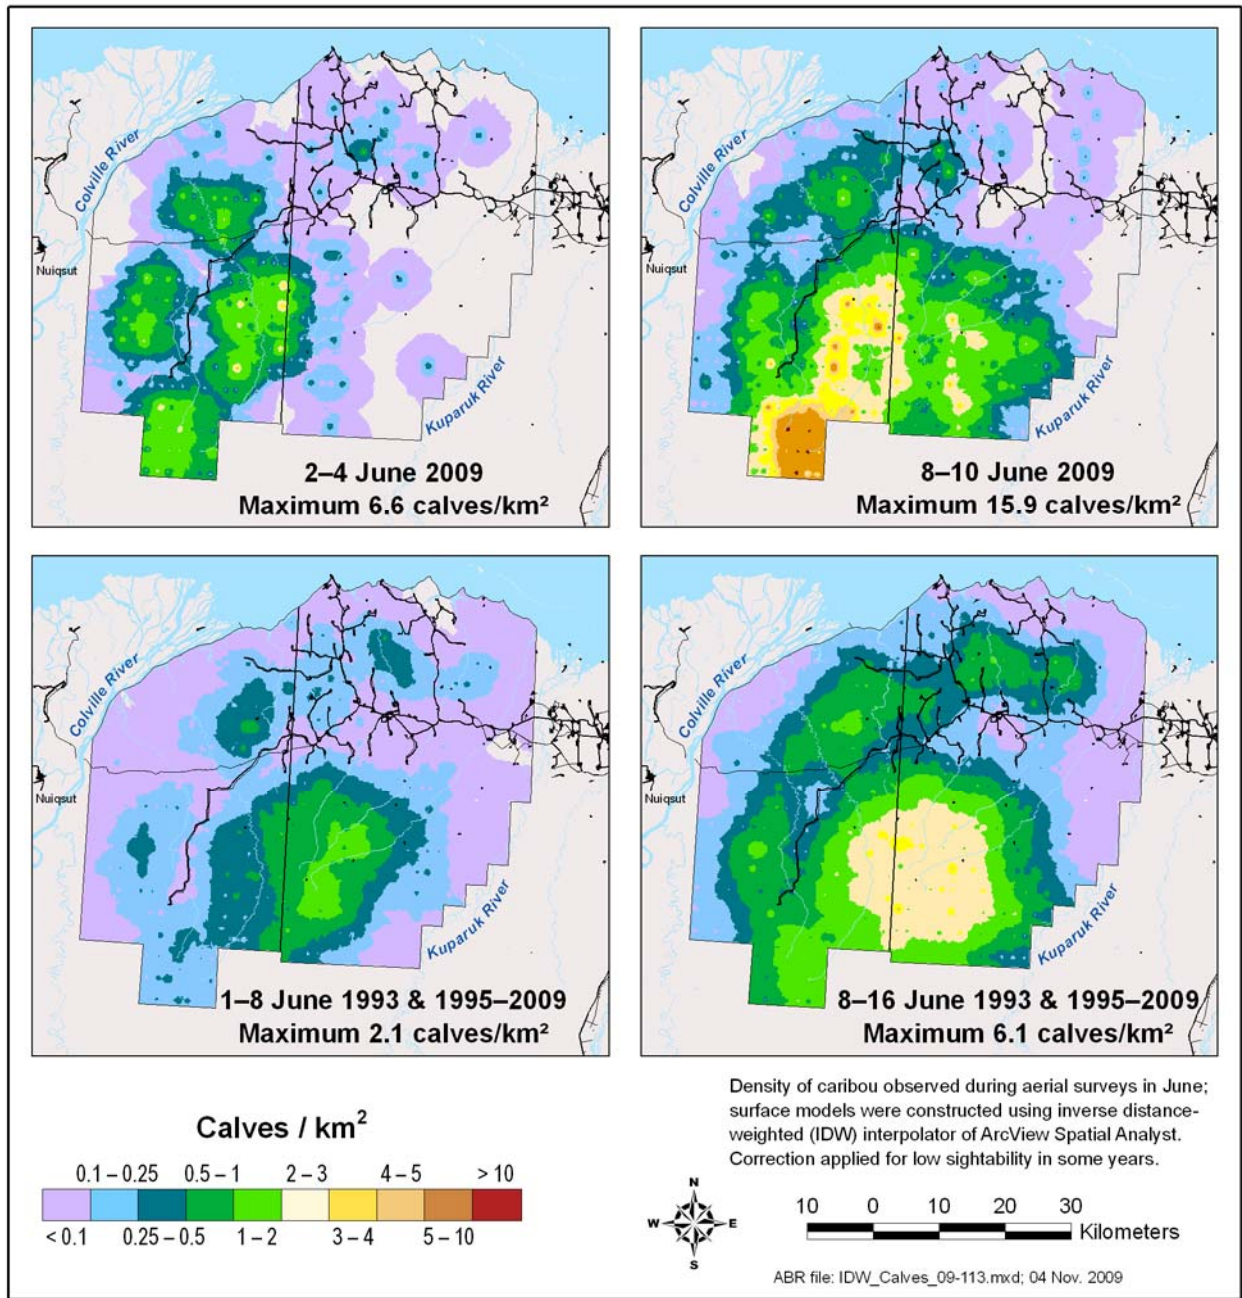 Colville River
Nuiqsut
Kuparuk River
2–4 June 2009
Maximum 6.6 calves/km²
Colville River
Nuiqsut
Kuparuk River
8–10 June 2009
Maximum 15.9 calves/km²
Colville River
Nuiqsut
Kuparuk River
1–8 June 1993 & 1995–2009
Maximum 2.1 calves/km²
Colville River
Nuiqsut
Kuparuk River
8–16 June 1993 & 1995–2009
Maximum 6.1 calves/km²
Calves / km²
0.1 – 0.25 0.5 – 1 2 – 3 4 – 5 > 10
< 0.1 0.25 – 0.5 1 – 2 3 – 4 5 – 10
Density of caribou observed during aerial surveys in June;
surface models were constructed using inverse distance-
weighted (IDW) interpolator of ArcView Spatial Analyst.
Correction applied for low sightability in some years.
N
W E
S
10 0 10 20 30
Kilometers
ABR file: IDW_Calves_09-113.mxd; 04 Nov. 2009